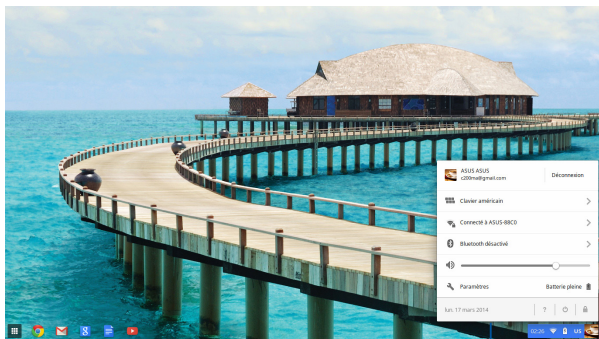 ASUS ASUS
c200ma@gmail.com
Déconnexion
Clavier américain
Connecté à ASUS-88C0
Bluetooth désactivé
Paramètres
Batterie pleine
lun. 17 mars 2014
?
02:26
US